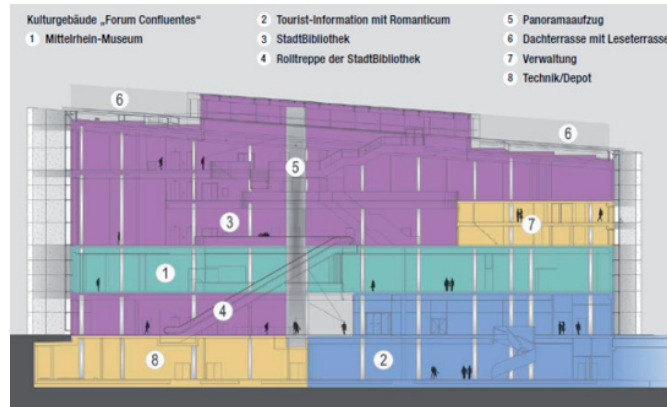 Kulturgebäude „Forum Confluentes“
1 Mittelrhein-Museum
2 Tourist-Information mit Romanticum
3 StadtBibliothek
4 Rolltreppe der StadtBibliothek
5 Panoramaaufzug
6 Dachterrasse mit Leseterrasse
7 Verwaltung
8 Technik/Depot
6
6
5
3
7
1
4
8
2